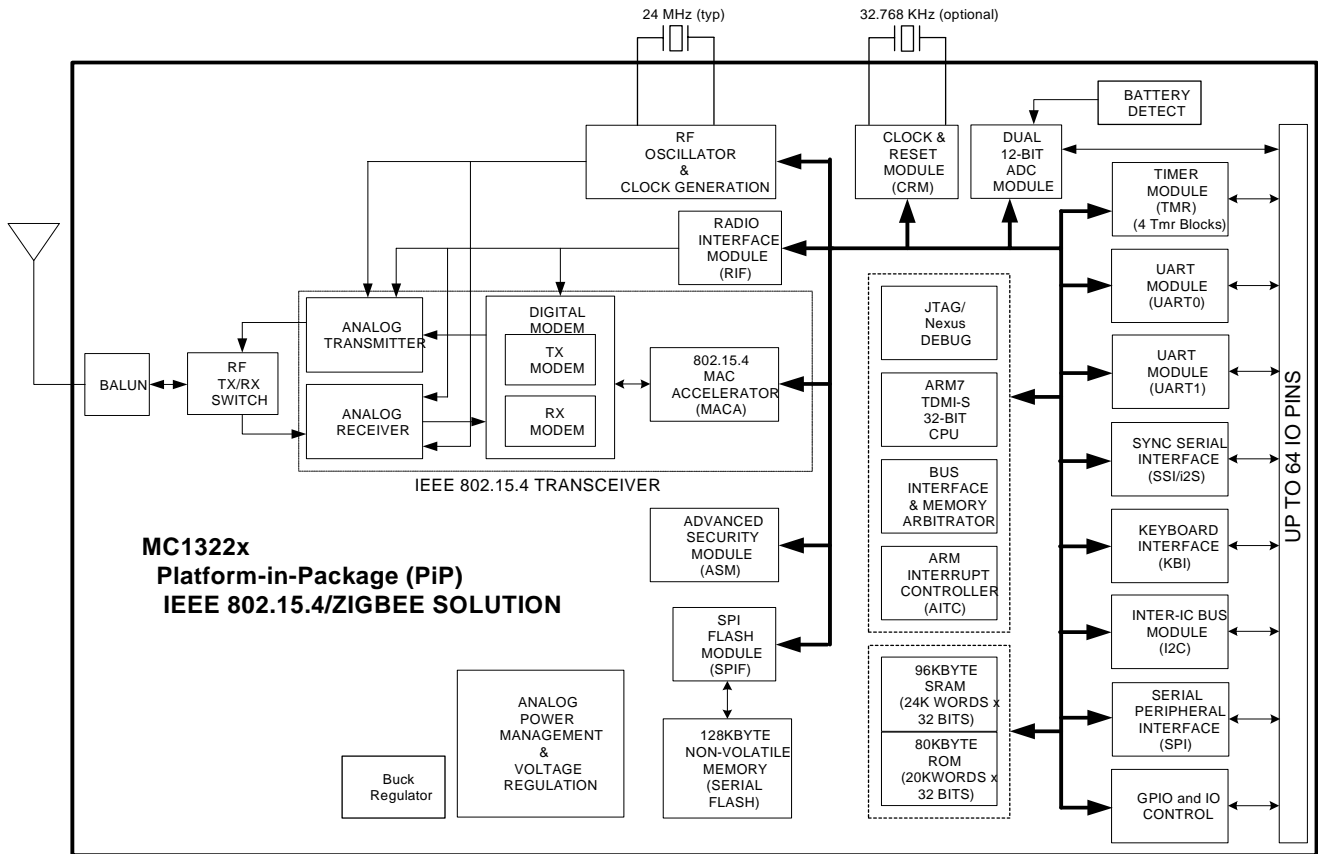 24 MHz (typ)
32.768 KHz (optional)
BATTERY
DETECT
RF
OSCILLATOR
&
CLOCK GENERATION
CLOCK &
RESET
MODULE
(CRM)
DUAL
12-BIT
ADC
MODULE
TIMER
MODULE
(TMR)
(4 Tmr Blocks)
RADIO
INTERFACE
MODULE
(RIF)
UART
MODULE
(UART0)
ANALOG
TRANSMITTER
DIGITAL
MODEM
TX
MODEM
RX
MODEM
802.15.4
MAC
ACCELERATOR
(MACA)
JTAG/
Nexus
DEBUG
UART
MODULE
(UART1)
BALUN
RF
TX/RX
SWITCH
ANALOG
RECEIVER
ARM7
TDMI-S
32-BIT
CPU
UP TO 64 IO PINS
IEEE 802.15.4 TRANSCEIVER
SYNC SERIAL
INTERFACE
(SSI/i2S)
BUS
INTERFACE
& MEMORY
ARBITRATOR
ADVANCED
SECURITY
MODULE
(ASM)
KEYBOARD
INTERFACE
(KBI)
MC1322x
Platform-in-Package (PiP)
IEEE 802.15.4/ZIGBEE SOLUTION
ARM
INTERRUPT
CONTROLLER
(AITC)
SPI
FLASH
MODULE
(SPIF)
INTER-IC BUS
MODULE
(I2C)
96KBYTE
SRAM
(24K WORDS x
32 BITS)
SERIAL
PERIPHERAL
INTERFACE
(SPI)
ANALOG
POWER
MANAGEMENT
&
VOLTAGE
REGULATION
128KBYTE
NON-VOLATILE
MEMORY
(SERIAL
FLASH)
80KBYTE
ROM
(20KWORDS x
32 BITS)
Buck
Regulator
GPIO and IO
CONTROL